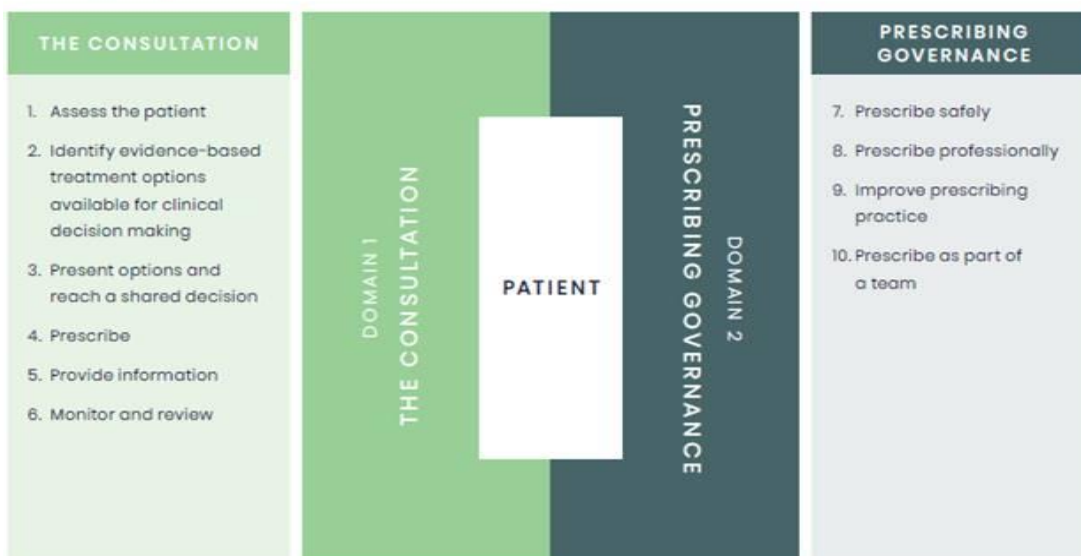 THE CONSULTATION
1. Assess the patient
2. Identify evidence-based
treatment options
available for clinical
decision making
3. Present options and
reach a shared decision
4. Prescribe
5. Provide information
6. Monitor and review
DOMAIN 1
THE CONSULTATION
PATIENT
PRESCRIBING GOVERNANCE
DOMAIN 2
PRESCRIBING
GOVERNANCE
7. Prescribe safely
8. Prescribe professionally
9. Improve prescribing
practice
10. Prescribe as part of
a team